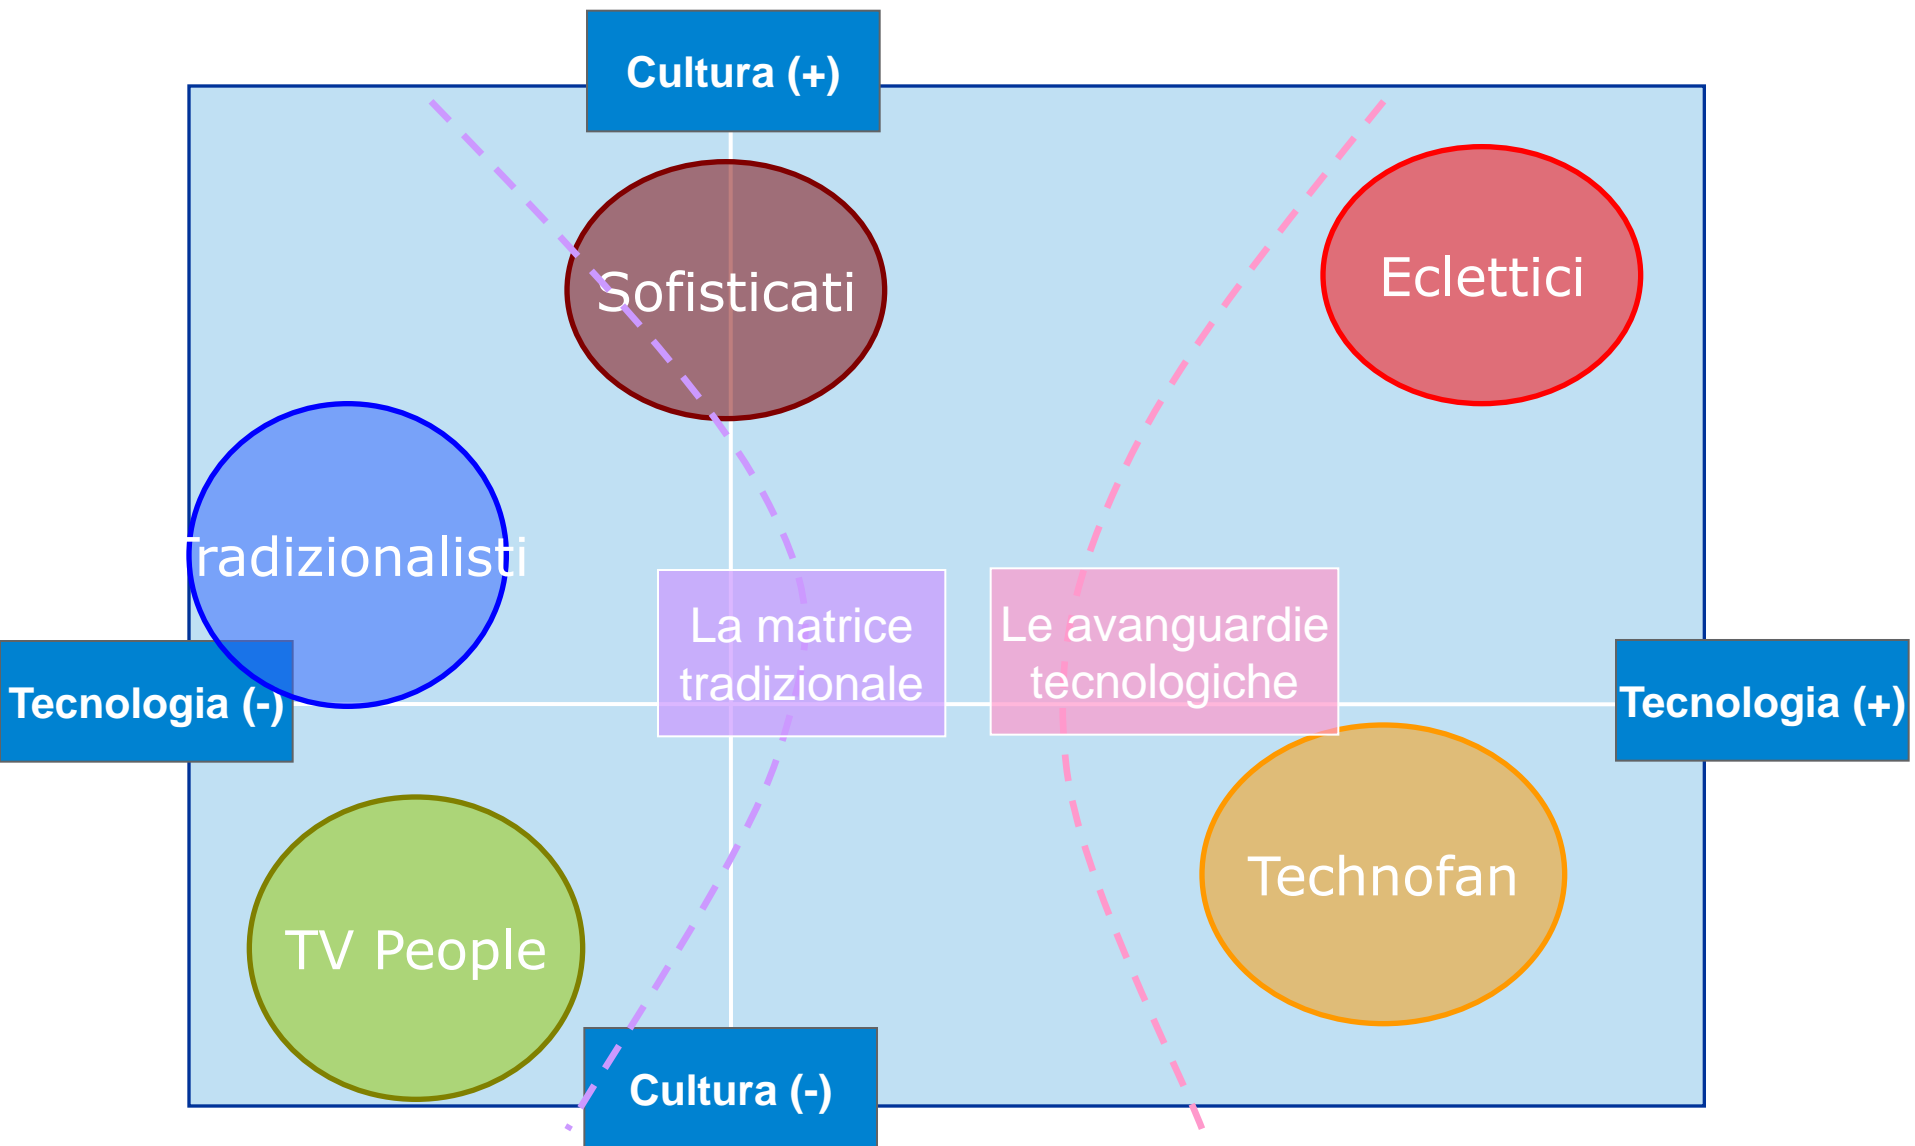 Cultura (+)
Sofisticati
Eclettici
Tradizionalisti
La matrice
tradizionale
Le avanguardie
tecnologiche
Tecnologia (-)
Tecnologia (+)
Technofan
TV People
Cultura (-)